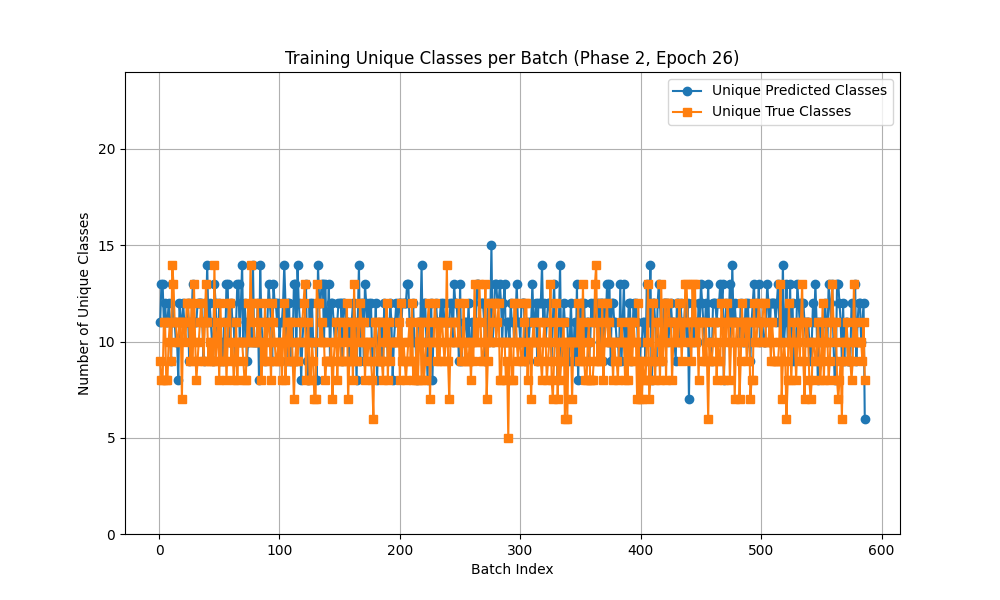 Training Unique Classes per Batch (Phase 2, Epoch 26)
Unique Predicted Classes
Unique True Classes
Number of Unique Classes
20
15
10
5
0
0 100 200 300 400 500 600
Batch Index